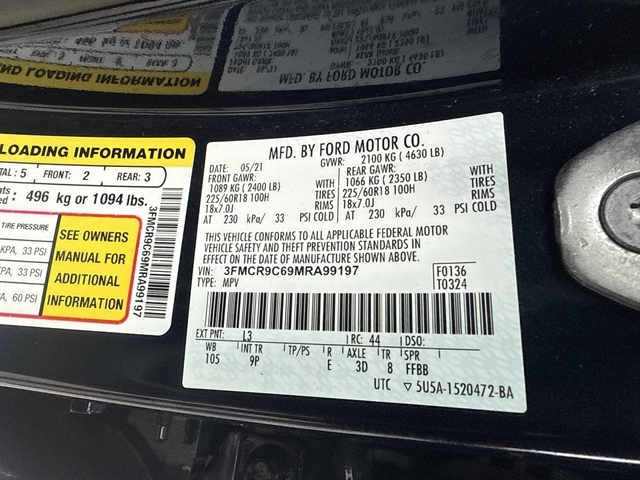 LOADING INFORMATION
TAL: 5 FRONT: 2 REAR: 3
496 kg or 1094 lbs.
TIRE PRESSURE
KPA, 33 PSI
KPA, 33 PSI
A, 60 PSI
SEE OWNERS
MANUAL FOR
ADDITIONAL
INFORMATION
3FMCR9C69MRA99197
MFD. BY FORD MOTOR CO.
DATE: 05/21 GVWR: 2100 KG ( 4630 LB)
FRONT GAWR: REAR GAWR:
1089 KG (2400 LB) WITH 1066 KG ( 2350 LB) WITH
225/60R18 100H TIRES 225/60R18 100H TIRES
18x7.0J RIMS 18x7.0J RIMS
AT 230 kPa/ 33 PSI COLD AT 230 kPa/ 33 PSI COLD
THIS VEHICLE CONFORMS TO ALL APPLICABLE FEDERAL MOTOR
VEHICLE SAFETY AND THEFT PREVENTION STANDARDS IN
EFFECT ON THE DATE OF MANUFACTURE SHOWN ABOVE.
VIN: 3FMCR9C69MRA99197 F0136
TYPE: MPV T0324
EXT PNT: L3 RC: 44 DSO:
WB INT TR TP/PS R AXLE TR SPR
105 9P E 3D 8 FFBB
UTC ▽ 5U5A-1520472-BA